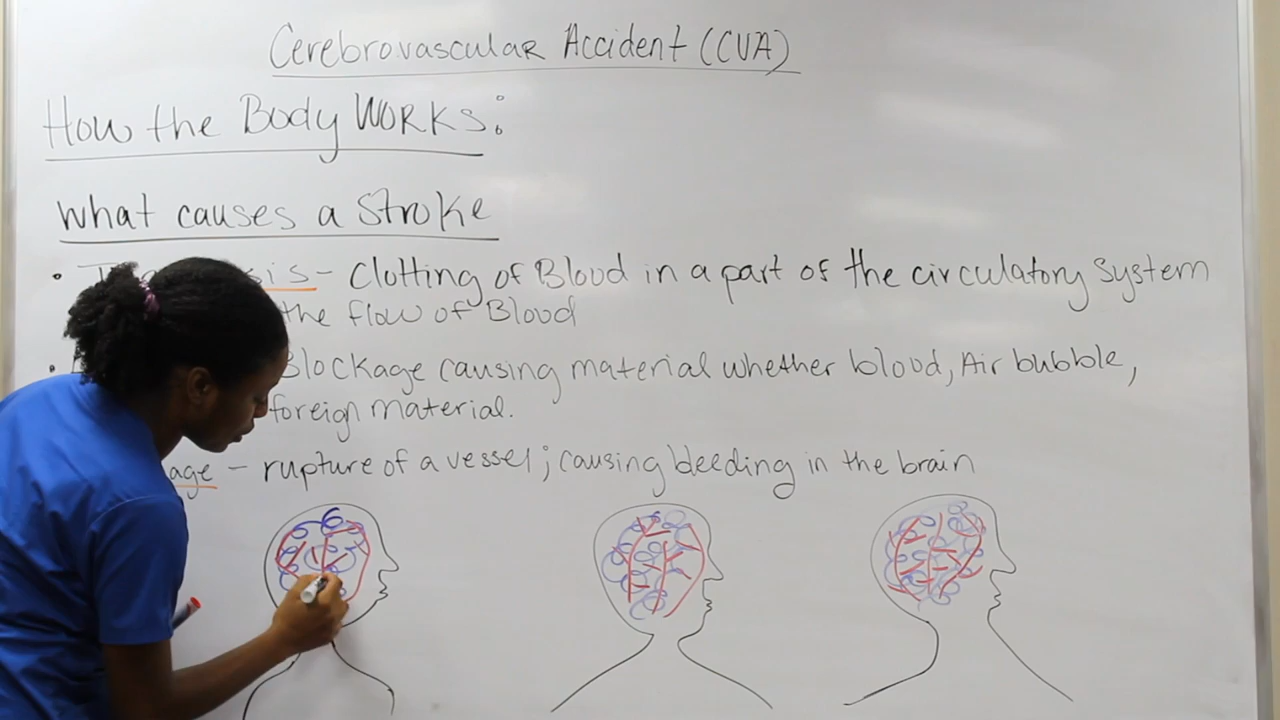 Cerebrovascular Accident (CVA)
How the Body Works:
What causes a Stroke
sis - Clotting of Blood in a part of the circulatory system
the flow of Blood
Blockage causing material whether blood, Air bubble,
foreign material.
age - rupture of a vessel; causing bleeding in the brain